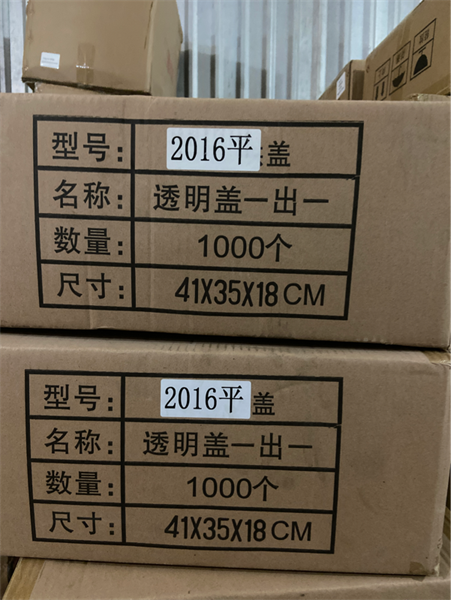 型号: 2016平盖
名称: 透明盖一出一
数量: 1000个
尺寸: 41X35X18CM
型号: 2016平盖
名称: 透明盖一出一
数量: 1000个
尺寸: 41X35X18CM